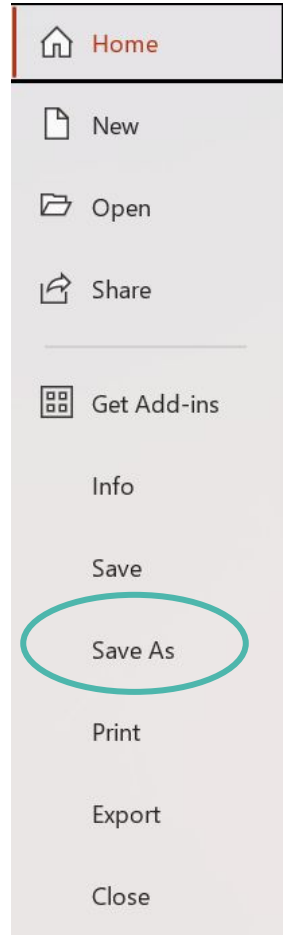 Home
New
Open
Share
Get Add-ins
Info
Save
Save As
Print
Export
Close